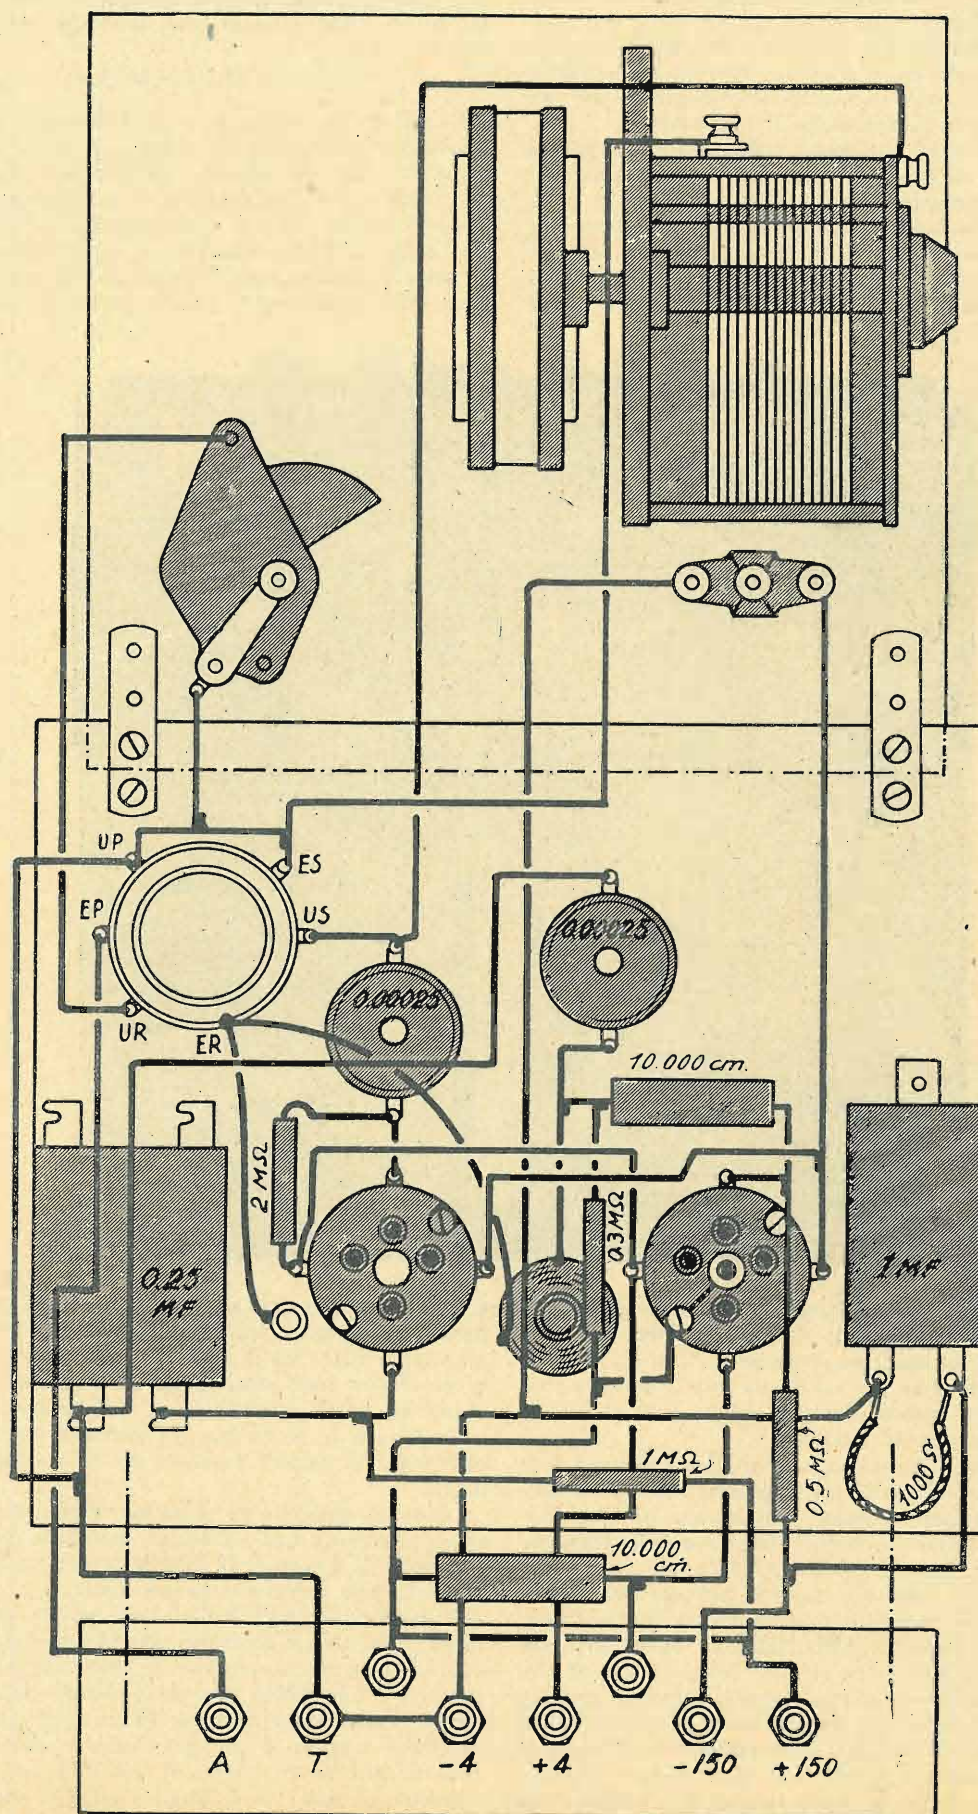 UP
ES
EP
US
UR
ER
0.00025
0.00025
10.000 cm.
2 MΩ
0.3 MΩ
0.25
MF
1 MF
1 MΩ
0.5 MΩ
1000 Ω
10.000
cm.
A
T
-4
+4
-150
+150